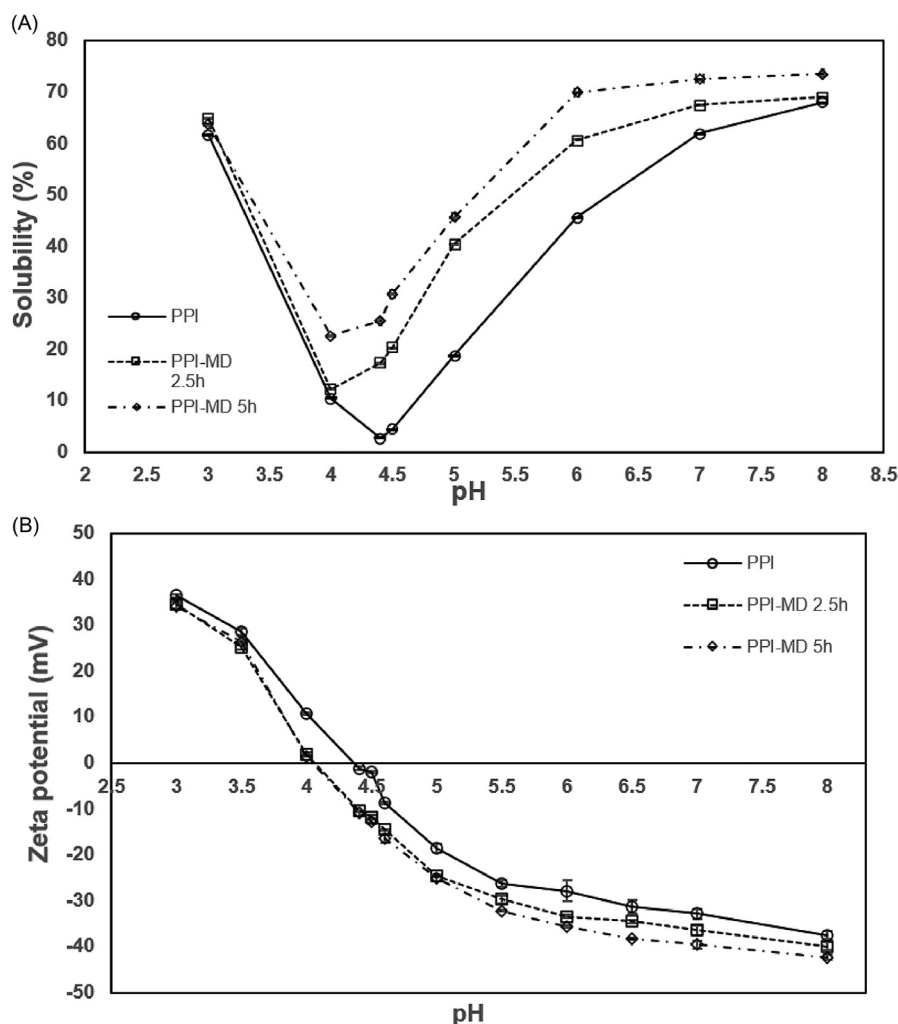 (A)
80
70
60
50
40
30
20
10
0
Solubility (%)
PPI
PPI-MD
2.5h
PPI-MD 5h
2 2.5 3 3.5 4 4.5 5 5.5 6 6.5 7 7.5 8 8.5
pH
(B)
50
40
30
20
10
0
-10
-20
-30
-40
-50
Zeta potential (mV)
PPI
PPI-MD 2.5h
PPI-MD 5h
2.5 3 3.5 4 4.5 5 5.5 6 6.5 7 7.5 8
pH